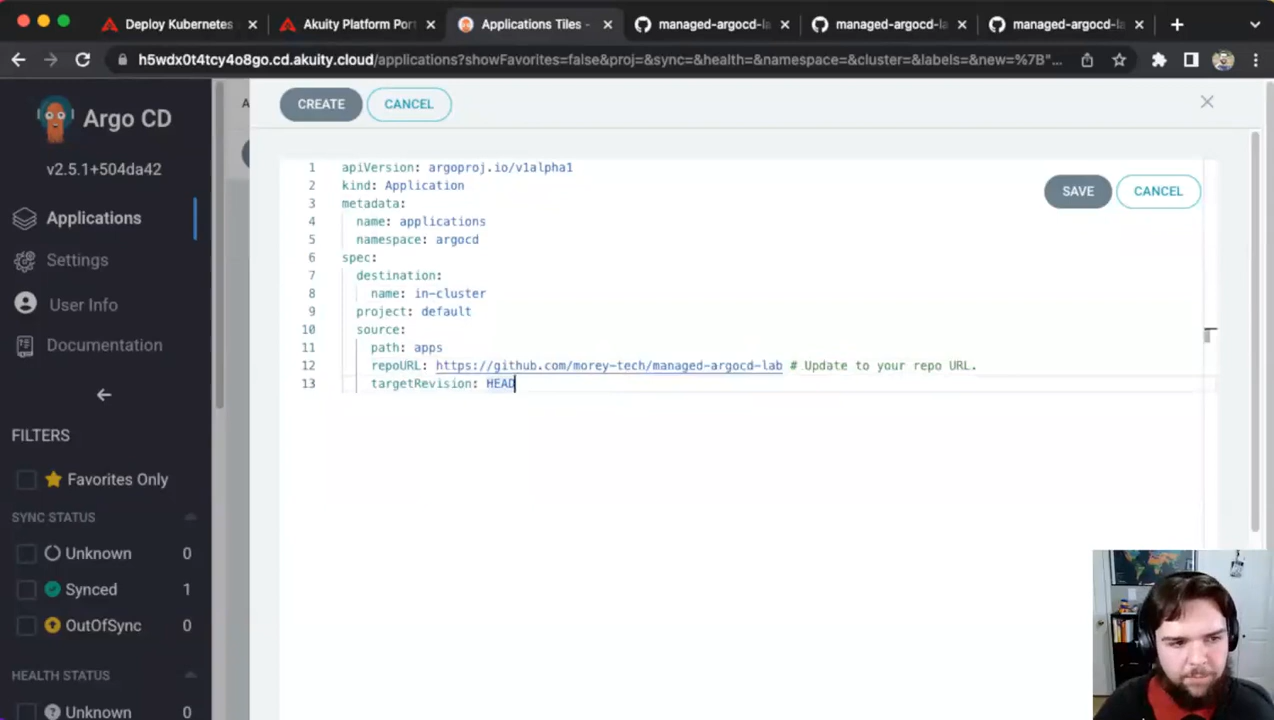 Deploy Kubernetes
Akuity Platform Por
Applications Tiles -
managed-argocd-la
managed-argocd-la
managed-argocd-la
h5wdx0t4tcy4o8go.cd.akuity.cloud/applications?showFavorites=false&proj=&sync=&health=&namespace=&cluster=&labels=&new=%7B"...
Argo CD
v2.5.1+504da42
Applications
Settings
User Info
Documentation
FILTERS
Favorites Only
SYNC STATUS
Unknown 0
Synced 1
OutOfSync 0
HEALTH STATUS
Unknown 0
A
CREATE CANCEL
SAVE CANCEL
1 apiVersion: argoproj.io/v1alpha1
2 kind: Application
3 metadata:
4 name: applications
5 namespace: argocd
6 spec:
7 destination:
8 name: in-cluster
9 project: default
10 source:
11 path: apps
12 repoURL: https://github.com/morey-tech/managed-argocd-lab # Update to your repo URL.
13 targetRevision: HEAD